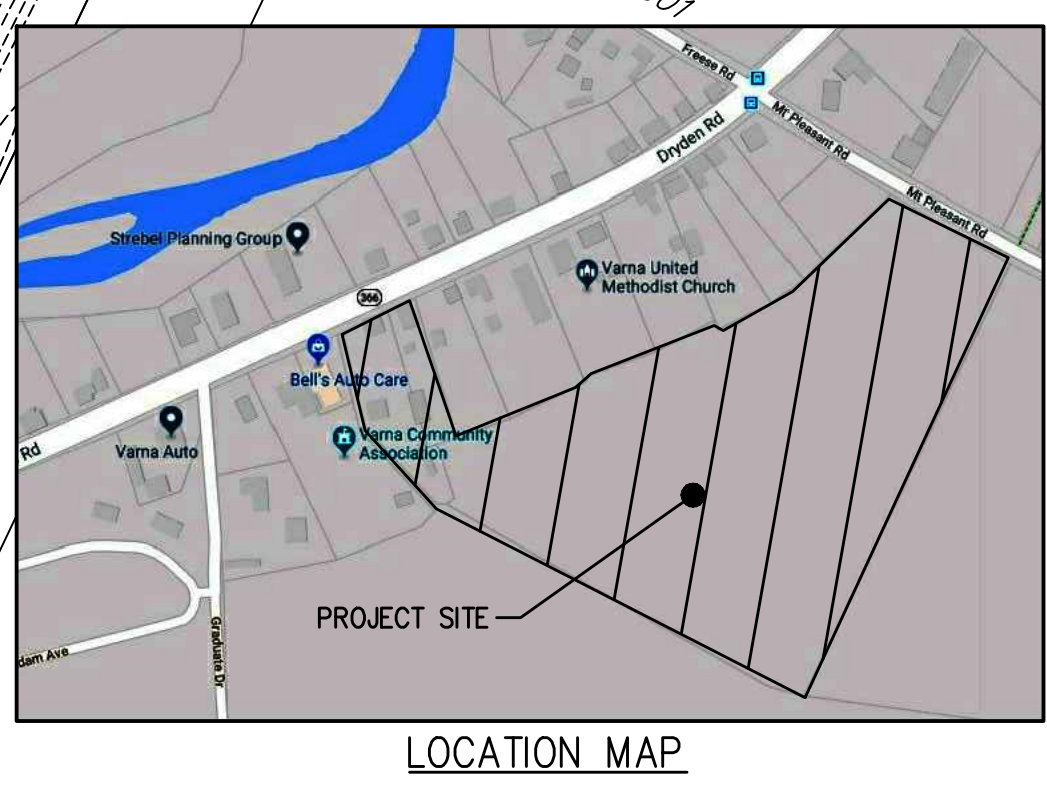 Freese Rd
Mt Pleasant Rd
Dryden Rd
Mt Pleasant Rd
Strebel Planning Group
Varna United
Methodist Church
366
Bell's Auto Care
Varna Community
Association
Rd
Varna Auto
PROJECT SITE
Graduate Dr
dam Ave
LOCATION MAP